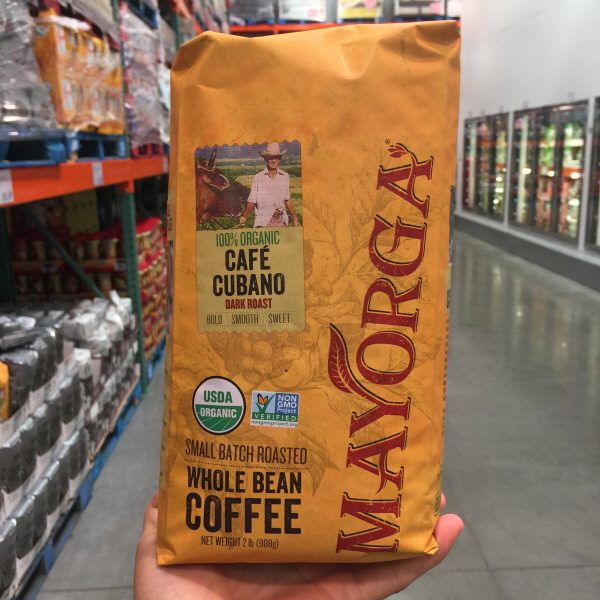 100% ORGANIC
CAFÉ
CUBANO
DARK ROAST
BOLD SMOOTH SWEET
USDA
ORGANIC
NON
GMO
Project
VERIFIED
nongmoproject.org
SMALL BATCH ROASTED
WHOLE BEAN
COFFEE
NET WEIGHT 2 lb (908g)
MAYORGA®